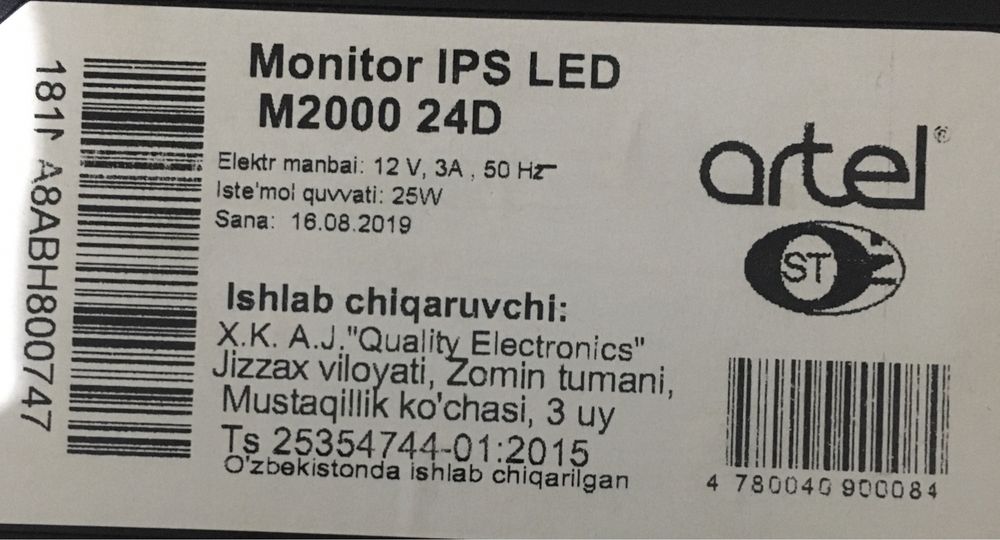 Monitor IPS LED
M2000 24D
Elektr manbai: 12 V, 3A , 50 Hz
Iste'mol quvvati: 25W
Sana: 16.08.2019
Ishlab chiqaruvchi:
X.K. A.J."Quality Electronics"
Jizzax viloyati, Zomin tumani,
Mustaqillik ko'chasi, 3 uy
Ts 25354744-01:2015
O'zbekistonda ishlab chiqarilgan
artel®
ST
4 780040 900084
A8ABH800747